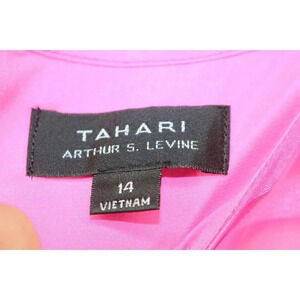 TAHARI
ARTHUR S. LEVINE
14
VIETNAM